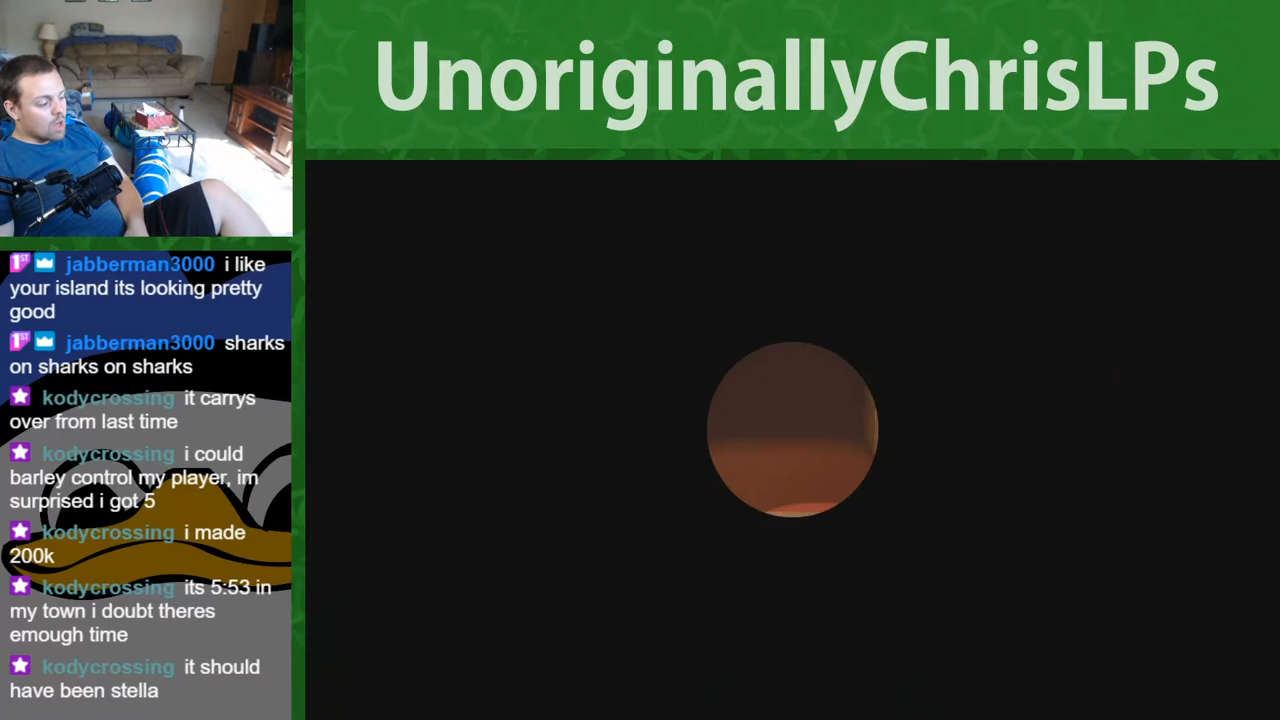 UnoriginallyChrisLPs
1ST jabberman3000 i like
your island its looking pretty
good
1ST jabberman3000 sharks
on sharks on sharks
kodycrossing it carrys
over from last time
kodycrossing i could
barley control my player, im
surprised i got 5
kodycrossing i made
200k
kodycrossing its 5:53 in
my town i doubt theres
emough time
kodycrossing it should
have been stella